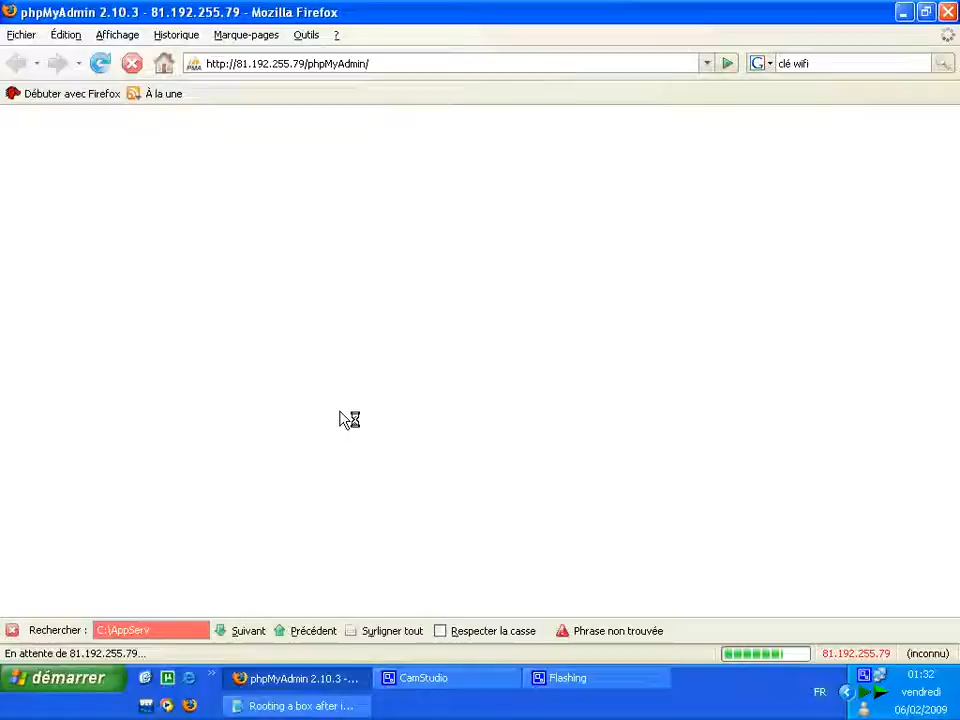 phpMyAdmin 2.10.3 - 81.192.255.79 - Mozilla Firefox
Fichier Édition Affichage Historique Marque-pages Outils ?
PMA http://81.192.255.79/phpMyAdmin/ G clé wifi
Débuter avec Firefox À la une
Rechercher : C:\AppServ Suivant Précédent Surligner tout Respecter la casse Phrase non trouvée
En attente de 81.192.255.79... 81.192.255.79 (inconnu)
démarrer phpMyAdmin 2.10.3 -... CamStudio Flashing 01:32
FR vendredi
Rooting a box after i... 06/02/2009